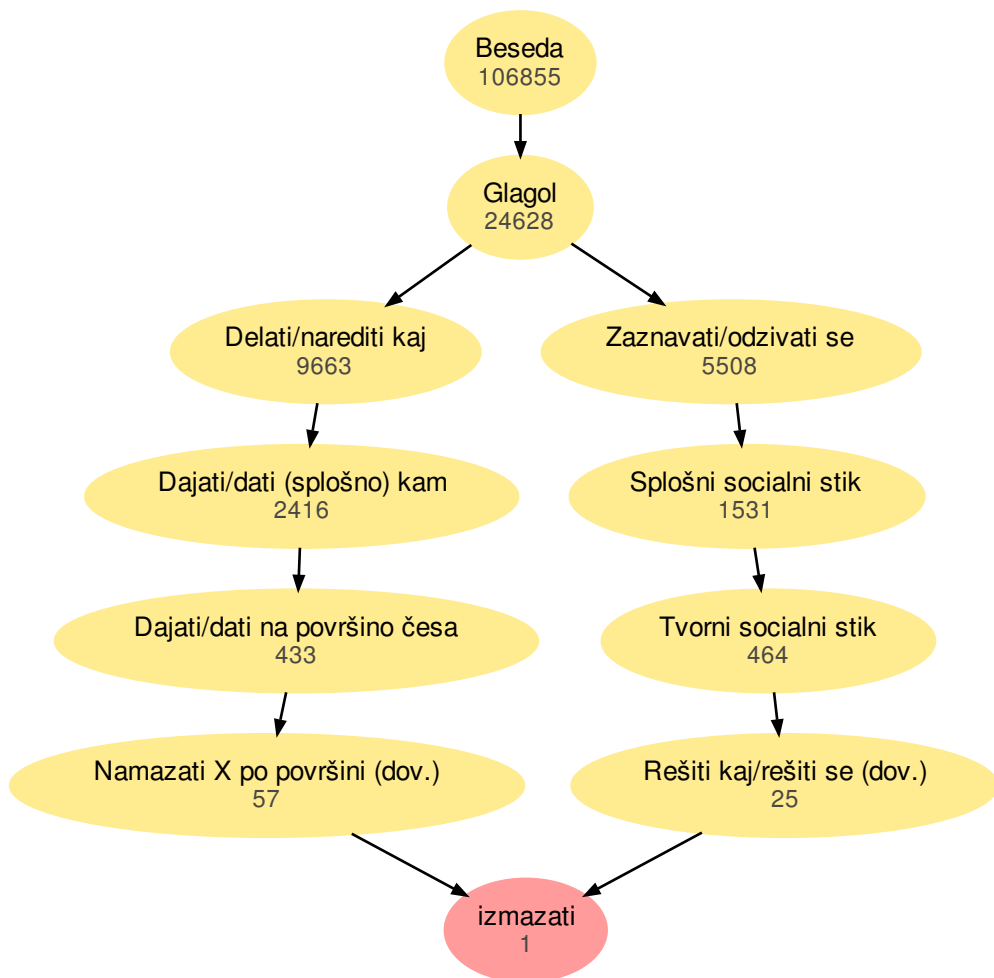 Beseda
106855
Glagol
24628
Delati/narediti kaj
9663
Zaznavati/odzivati se
5508
Dajati/dati (splošno) kam
2416
Splošni socialni stik
1531
Dajati/dati na površino česa
433
Tvorni socialni stik
464
Namazati X po površini (dov.)
57
Rešiti kaj/rešiti se (dov.)
25
izmazati
1